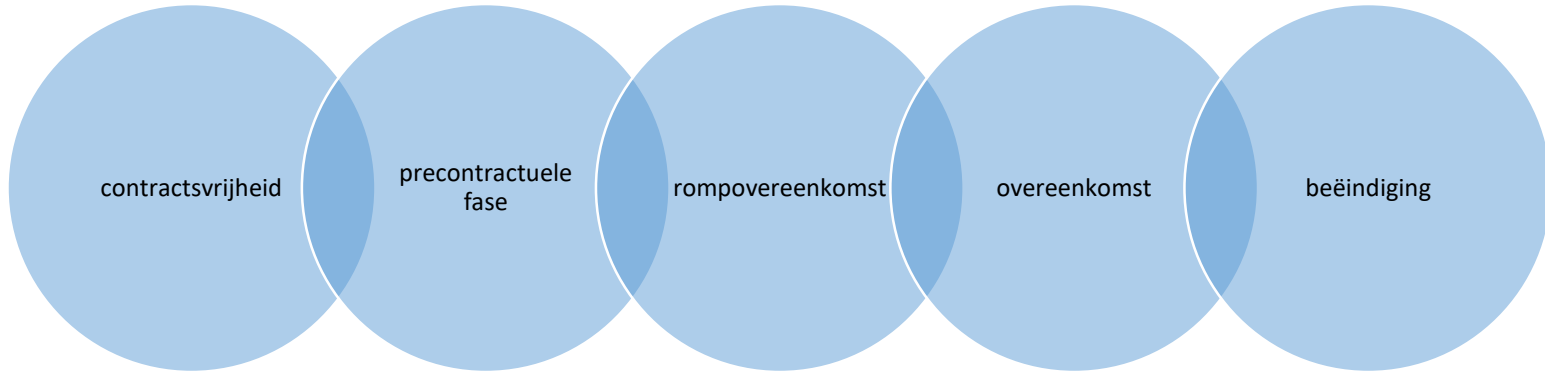 contractsvrijheid
precontractuele
fase
rompovereenkomst
overeenkomst
beëindiging